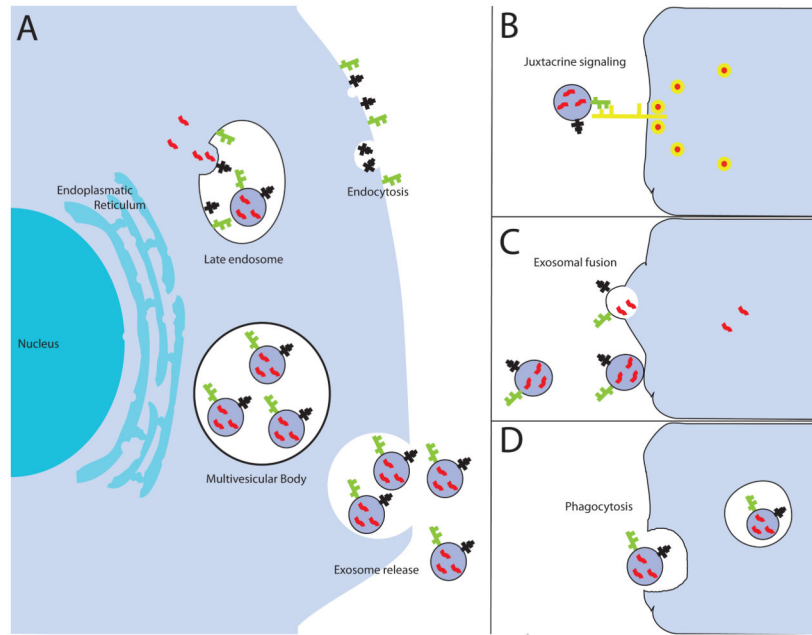 A
Endoplasmatic
Reticulum
Late endosome
Endocytosis
Nucleus
Multivesicular Body
Exosome release
B
Juxtacrine signaling
C
Exosomal fusion
D
Phagocytosis